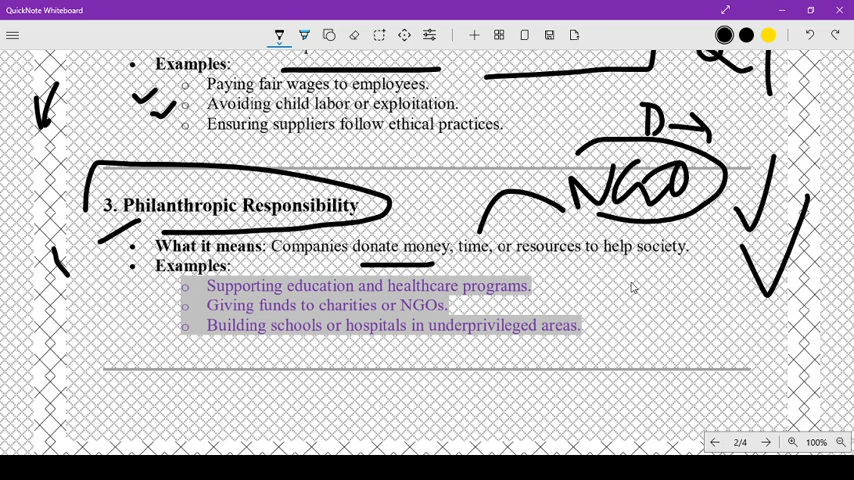 QuickNote Whiteboard
• Examples:
o Paying fair wages to employees.
o Avoiding child labor or exploitation.
o Ensuring suppliers follow ethical practices.
D →
NGO
3. Philanthropic Responsibility
• What it means: Companies donate money, time, or resources to help society.
• Examples:
o Supporting education and healthcare programs.
o Giving funds to charities or NGOs.
o Building schools or hospitals in underprivileged areas.
2/4 100%